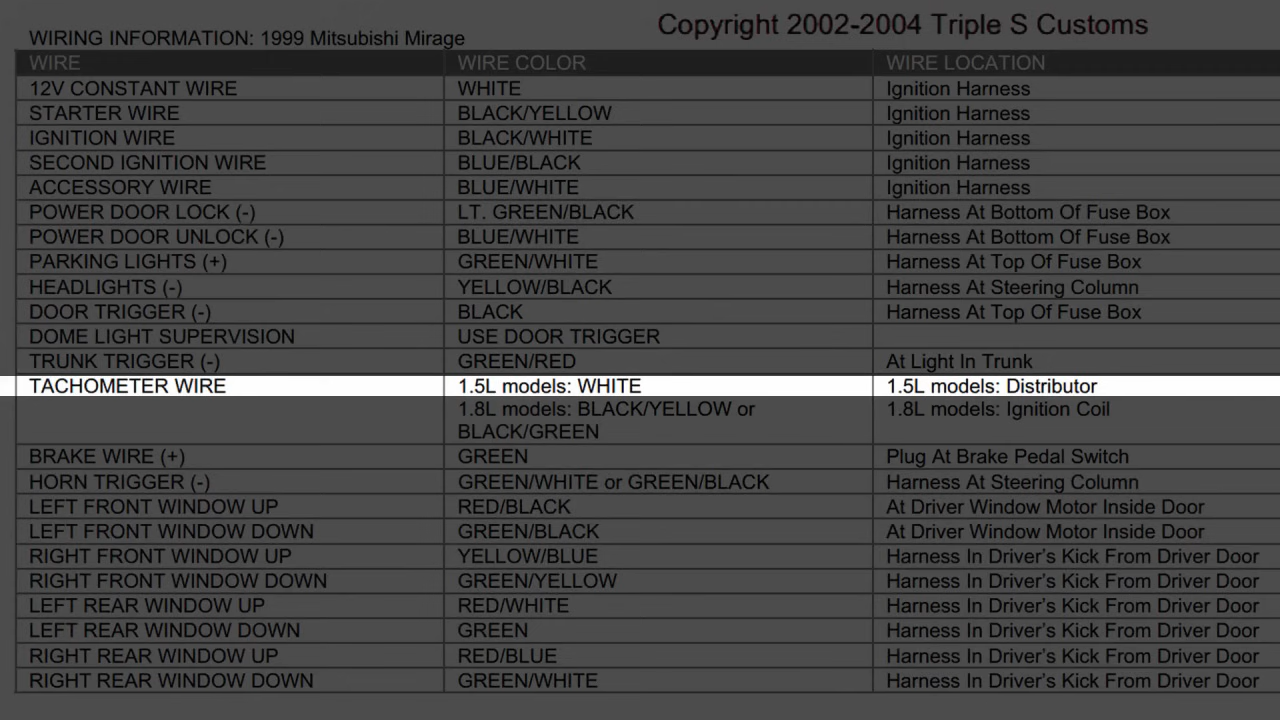 Copyright 2002-2004 Triple S Customs
WIRING INFORMATION: 1999 Mitsubishi Mirage
WIRE WIRE COLOR WIRE LOCATION
12V CONSTANT WIRE WHITE Ignition Harness
STARTER WIRE BLACK/YELLOW Ignition Harness
IGNITION WIRE BLACK/WHITE Ignition Harness
SECOND IGNITION WIRE BLUE/BLACK Ignition Harness
ACCESSORY WIRE BLUE/WHITE Ignition Harness
POWER DOOR LOCK (-) LT. GREEN/BLACK Harness At Bottom Of Fuse Box
POWER DOOR UNLOCK (-) BLUE/WHITE Harness At Bottom Of Fuse Box
PARKING LIGHTS (+) GREEN/WHITE Harness At Top Of Fuse Box
HEADLIGHTS (-) YELLOW/BLACK Harness At Steering Column
DOOR TRIGGER (-) BLACK Harness At Top Of Fuse Box
DOME LIGHT SUPERVISION USE DOOR TRIGGER
TRUNK TRIGGER (-) GREEN/RED At Light In Trunk
TACHOMETER WIRE 1.5L models: WHITE 1.5L models: Distributor
1.8L models: BLACK/YELLOW or 1.8L models: Ignition Coil
BLACK/GREEN
BRAKE WIRE (+) GREEN Plug At Brake Pedal Switch
HORN TRIGGER (-) GREEN/WHITE or GREEN/BLACK Harness At Steering Column
LEFT FRONT WINDOW UP RED/BLACK At Driver Window Motor Inside Door
LEFT FRONT WINDOW DOWN GREEN/BLACK At Driver Window Motor Inside Door
RIGHT FRONT WINDOW UP YELLOW/BLUE Harness In Driver's Kick From Driver Door
RIGHT FRONT WINDOW DOWN GREEN/YELLOW Harness In Driver's Kick From Driver Door
LEFT REAR WINDOW UP RED/WHITE Harness In Driver's Kick From Driver Door
LEFT REAR WINDOW DOWN GREEN Harness In Driver's Kick From Driver Door
RIGHT REAR WINDOW UP RED/BLUE Harness In Driver's Kick From Driver Door
RIGHT REAR WINDOW DOWN GREEN/WHITE Harness In Driver's Kick From Driver Door